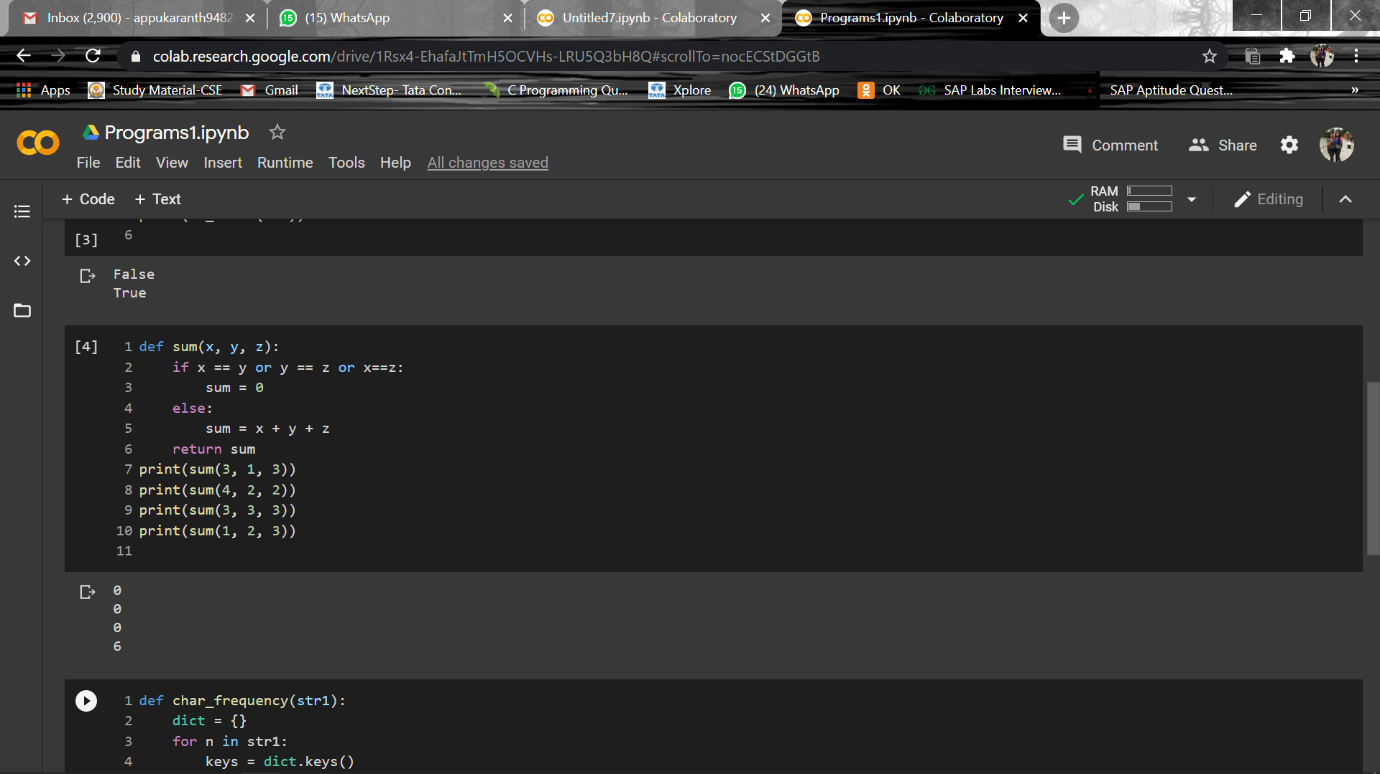 Inbox (2,900) - appukaranth9482
(15) WhatsApp
Untitled7.ipynb - Colaboratory
Programs1.ipynb - Colaboratory
colab.research.google.com/drive/1Rsx4-EhafaJtTmH5OCVHs-LRU5Q3bH8Q#scrollTo=nocECStDGGtB
Apps
Study Material-CSE
Gmail
NextStep- Tata Con...
C Programming Qu...
Xplore
(24) WhatsApp
OK
SAP Labs Interview...
SAP Aptitude Quest...
»
Programs1.ipynb
Comment
Share
File Edit View Insert Runtime Tools Help All changes saved
+ Code + Text
RAM
Disk
Editing
[3] 6
False
True
[4] 1 def sum(x, y, z):
2 if x == y or y == z or x==z:
3 sum = 0
4 else:
5 sum = x + y + z
6 return sum
7 print(sum(3, 1, 3))
8 print(sum(4, 2, 2))
9 print(sum(3, 3, 3))
10 print(sum(1, 2, 3))
11
0
0
0
6
1 def char_frequency(str1):
2 dict = {}
3 for n in str1:
4 keys = dict.keys()